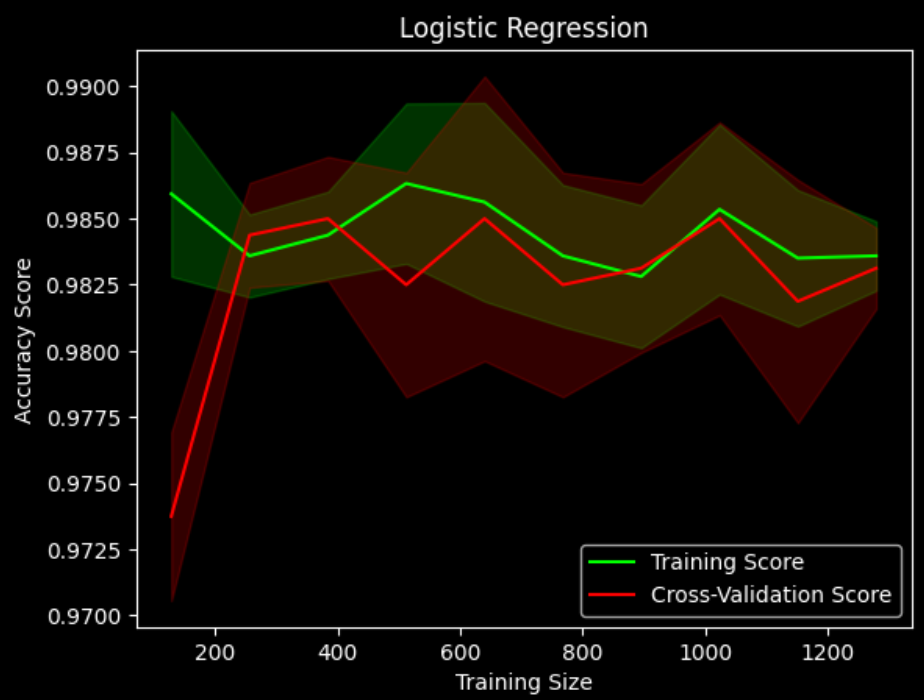 Logistic Regression
0.9900
0.9875
0.9850
0.9825
0.9800
0.9775
0.9750
0.9725
0.9700
Accuracy Score
200 400 600 800 1000 1200
Training Size
Training Score
Cross-Validation Score